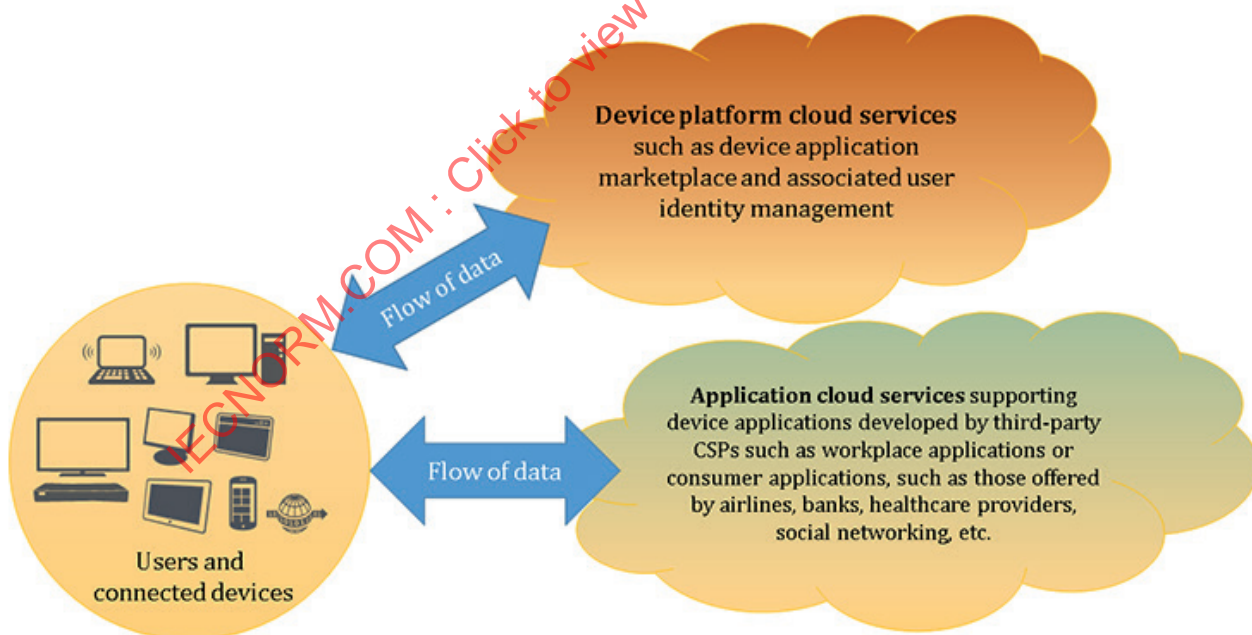 Device platform cloud services
such as device application
marketplace and associated user
identity management
Flow of data
Application cloud services supporting
device applications developed by third-party
CSPs such as workplace applications or
consumer applications, such as those offered
by airlines, banks, healthcare providers,
social networking, etc.
Flow of data
Users and
connected devices
IECNORM.COM : Click to view